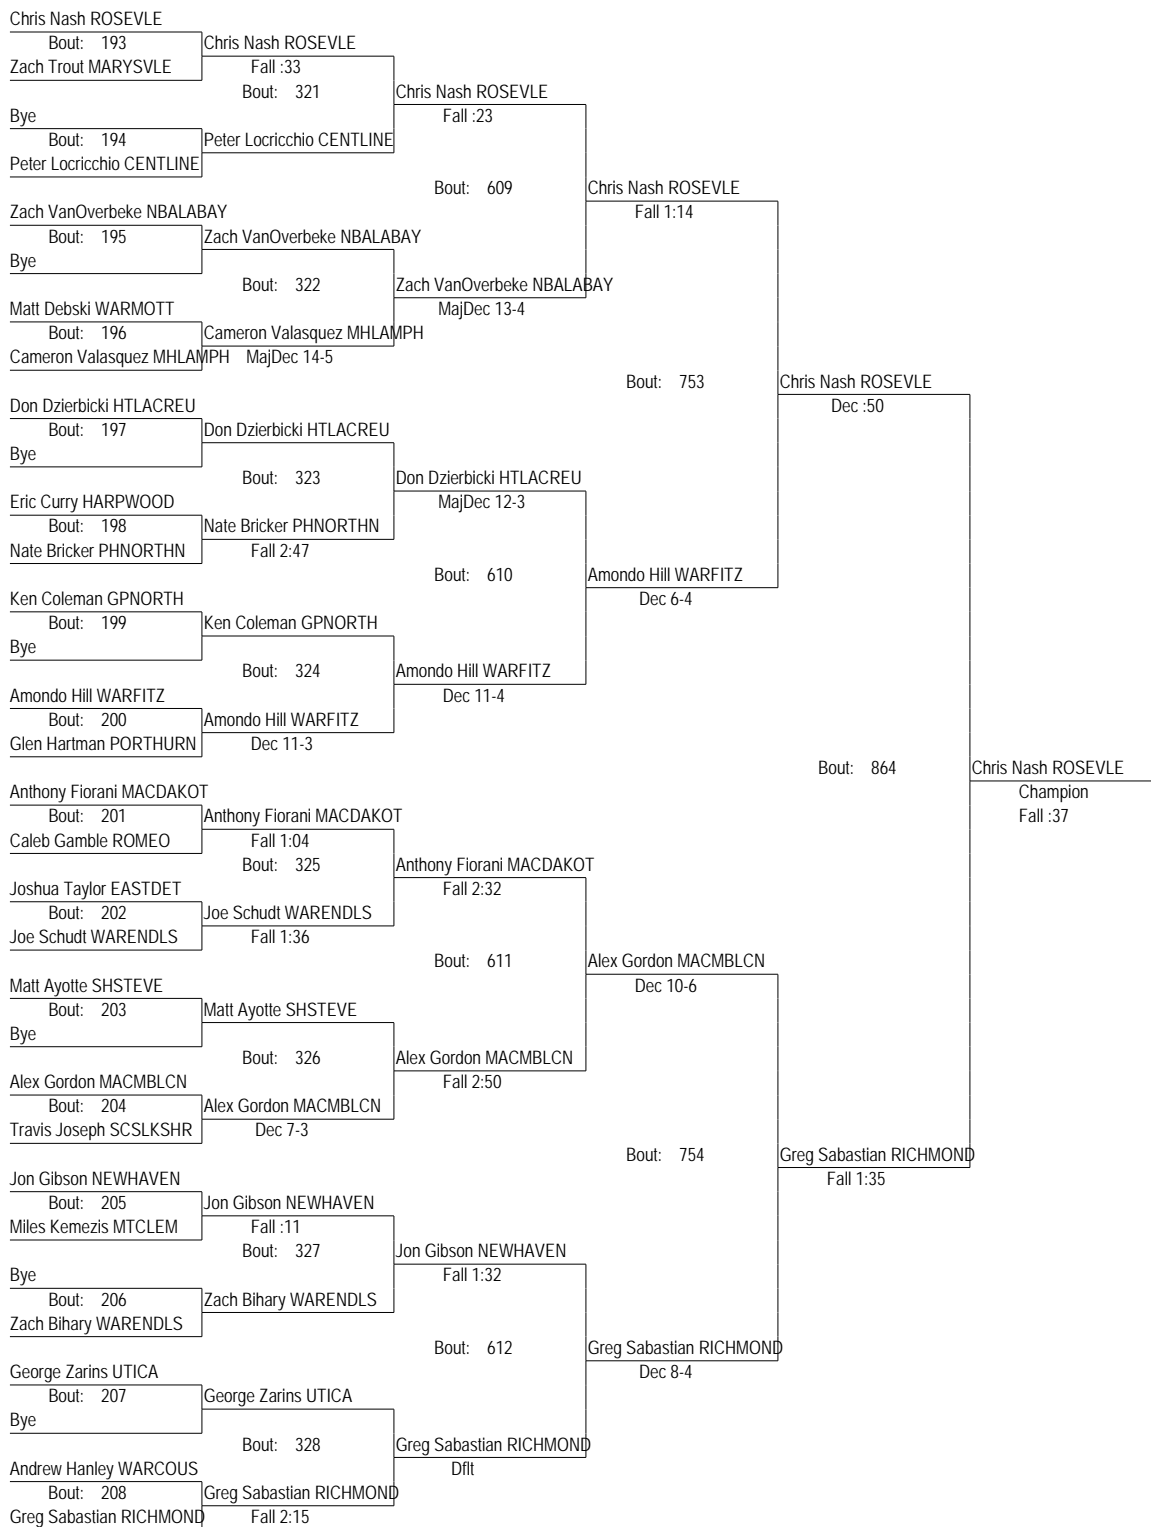 Chris Nash ROSEVLE
Bout: 193 Chris Nash ROSEVLE
Zach Trout MARYSVLE Fall :33
Bout: 321 Chris Nash ROSEVLE
Bye Fall :23
Bout: 194 Peter Locricchio CENTLINE
Peter Locricchio CENTLINE
Bout: 609 Chris Nash ROSEVLE
Zach VanOverbeke NBALABAY Fall 1:14
Bout: 195 Zach VanOverbeke NBALABAY
Bye
Bout: 322 Zach VanOverbeke NBALABAY
Matt Debski WARMOTT MajDec 13-4
Bout: 196 Cameron Valasquez MHLAMPH
Cameron Valasquez MHLAMPH MajDec 14-5
Bout: 753 Chris Nash ROSEVLE
Don Dzierbicki HTLACREU Dec :50
Bout: 197 Don Dzierbicki HTLACREU
Bye
Bout: 323 Don Dzierbicki HTLACREU
Eric Curry HARPWOOD MajDec 12-3
Bout: 198 Nate Bricker PHNORTHN
Nate Bricker PHNORTHN Fall 2:47
Bout: 610 Amondo Hill WARFITZ
Ken Coleman GPNORTH Dec 6-4
Bout: 199 Ken Coleman GPNORTH
Bye
Bout: 324 Amondo Hill WARFITZ
Amondo Hill WARFITZ Dec 11-4
Bout: 200 Amondo Hill WARFITZ
Glen Hartman PORTHURN Dec 11-3
Bout: 864 Chris Nash ROSEVLE
Anthony Fiorani MACDAKOT Champion
Bout: 201 Anthony Fiorani MACDAKOT Fall :37
Caleb Gamble ROMEO Fall 1:04
Bout: 325 Anthony Fiorani MACDAKOT
Joshua Taylor EASTDET Fall 2:32
Bout: 202 Joe Schudt WARENDLS
Joe Schudt WARENDLS Fall 1:36
Bout: 611 Alex Gordon MACMBLCN
Matt Ayotte SHSTEVE Dec 10-6
Bout: 203 Matt Ayotte SHSTEVE
Bye
Bout: 326 Alex Gordon MACMBLCN
Alex Gordon MACMBLCN Fall 2:50
Bout: 204 Alex Gordon MACMBLCN
Travis Joseph SCSLKSHR Dec 7-3
Bout: 754 Greg Sabastian RICHMOND
Jon Gibson NEWHAVEN Fall 1:35
Bout: 205 Jon Gibson NEWHAVEN
Miles Kemezis MTCLEM Fall :11
Bout: 327 Jon Gibson NEWHAVEN
Bye Fall 1:32
Bout: 206 Zach Bihary WARENDLS
Zach Bihary WARENDLS
Bout: 612 Greg Sabastian RICHMOND
George Zarins UTICA Dec 8-4
Bout: 207 George Zarins UTICA
Bye
Bout: 328 Greg Sabastian RICHMOND
Andrew Hanley WARCOUS Dflt
Bout: 208 Greg Sabastian RICHMOND
Greg Sabastian RICHMOND Fall 2:15